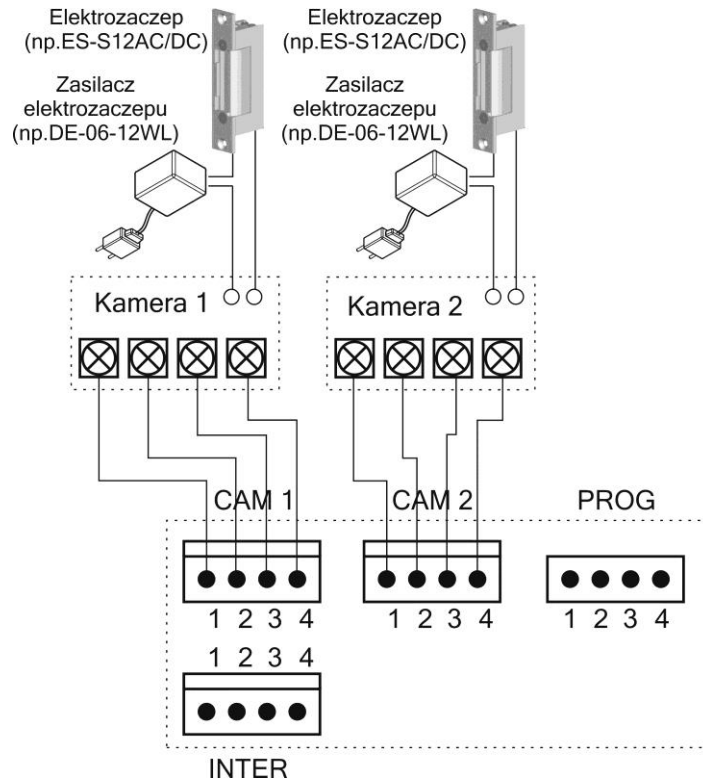 Elektrozaczep
(np.ES-S12AC/DC)
Zasilacz
elektrozaczepu
(np.DE-06-12WL)
Elektrozaczep
(np.ES-S12AC/DC)
Zasilacz
elektrozaczepu
(np.DE-06-12WL)
Kamera 1
Kamera 2
CAM 1
CAM 2
PROG
1 2 3 4
1 2 3 4
1 2 3 4
1 2 3 4
INTER